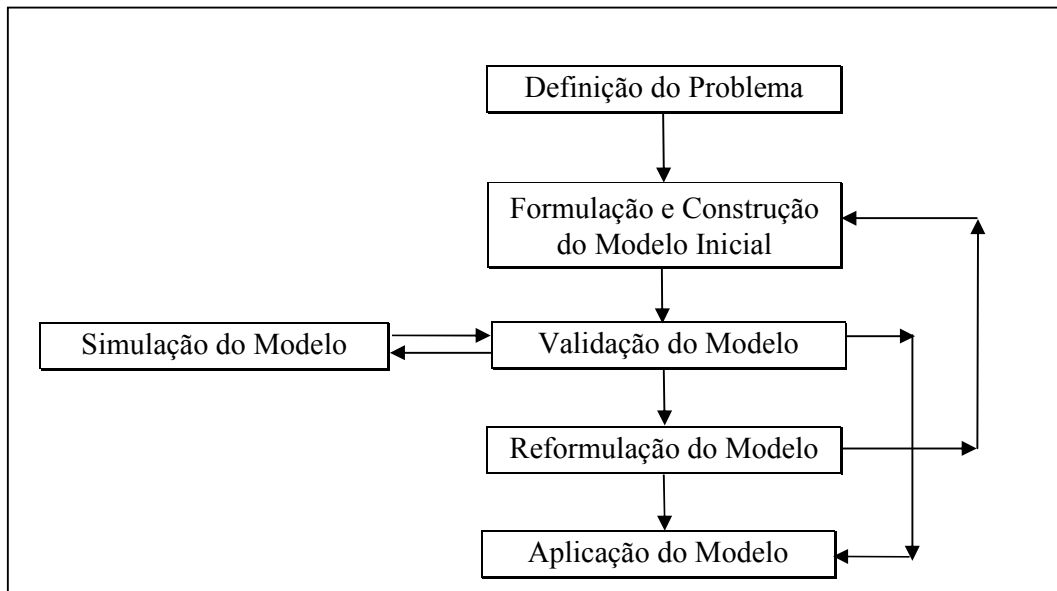 Definição do Problema
Formulação e Construção
do Modelo Inicial
Simulação do Modelo
Validação do Modelo
Reformulação do Modelo
Aplicação do Modelo